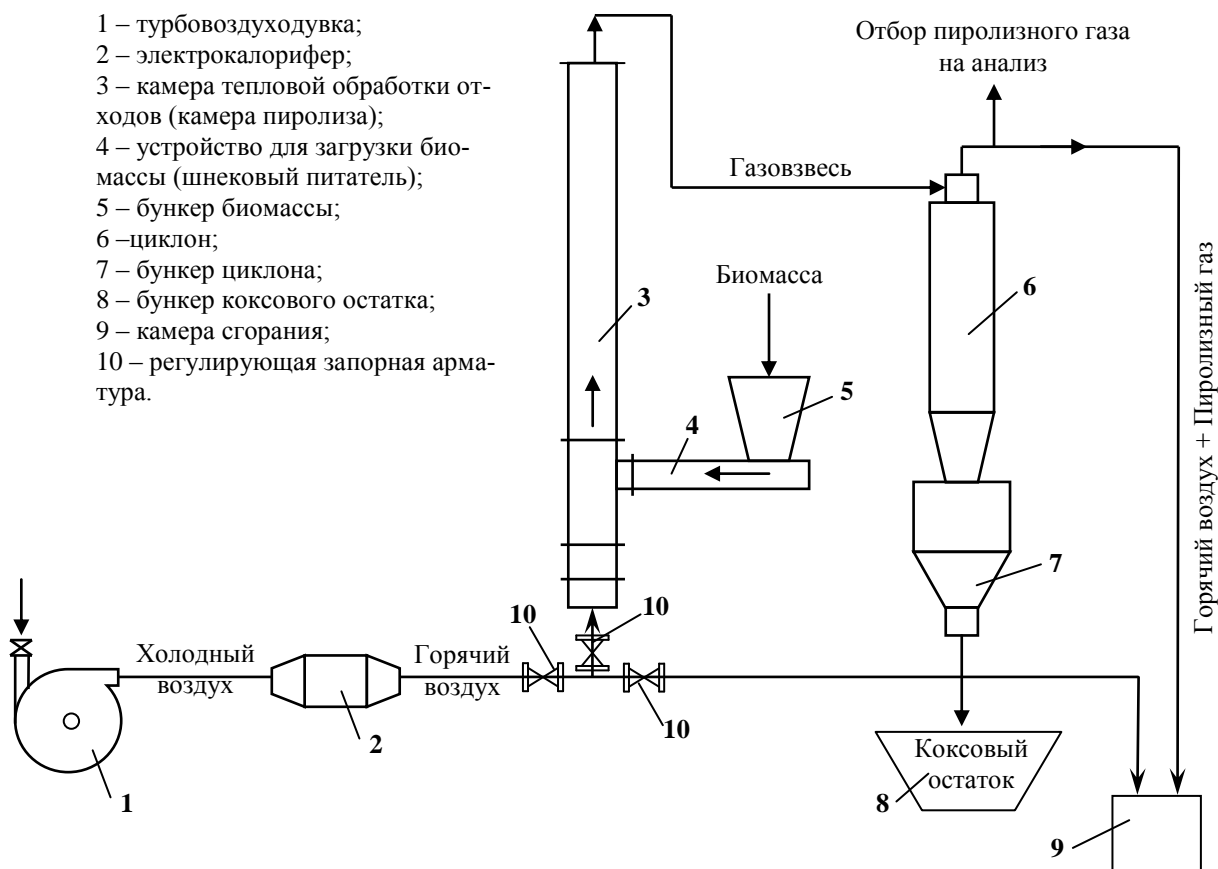 1 – турбовоздуходувка;
2 – электрокалорифер;
3 – камера тепловой обработки от-
ходов (камера пиролиза);
4 – устройство для загрузки био-
массы (шнековый питатель);
5 – бункер биомассы;
6 –циклон;
7 – бункер циклона;
8 – бункер коксового остатка;
9 – камера сгорания;
10 – регулирующая запорная арма-
тура.
Отбор пиролизного газа
на анализ
Газовзвесь
Биомасса
3
6
5
4
7
Горячий воздух + Пиролизный газ
10
10
Холодный
воздух
Горячий
воздух
10
2
1
Коксовый
остаток
8
9